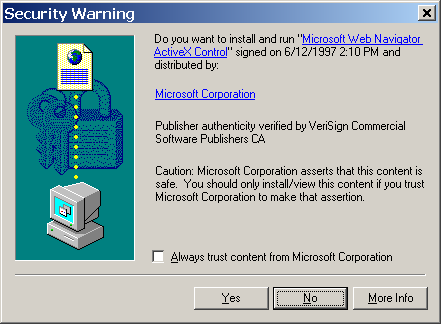 Security Warning
Do you want to install and run "Microsoft Web Navigator
ActiveX Control" signed on 6/12/1997 2:10 PM and
distributed by:
Microsoft Corporation
Publisher authenticity verified by VeriSign Commercial
Software Publishers CA
Caution: Microsoft Corporation asserts that this content is
safe. You should only install/view this content if you trust
Microsoft Corporation to make that assertion.
Always trust content from Microsoft Corporation
Yes
No
More Info